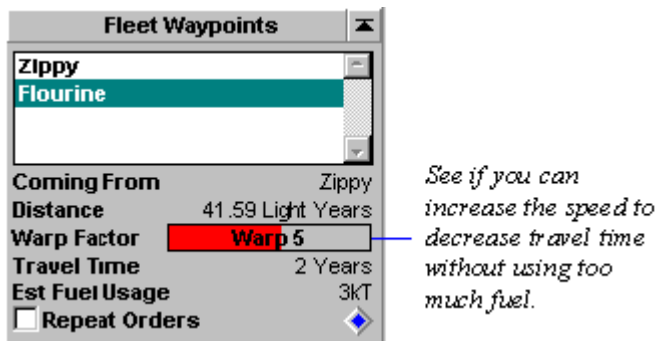 Fleet Waypoints
Zippy
Flourine
Coming From Zippy
Distance 41.59 Light Years
Warp Factor Warp 5
Travel Time 2 Years
Est Fuel Usage 3kT
Repeat Orders
See if you can
increase the speed to
decrease travel time
without using too
much fuel.